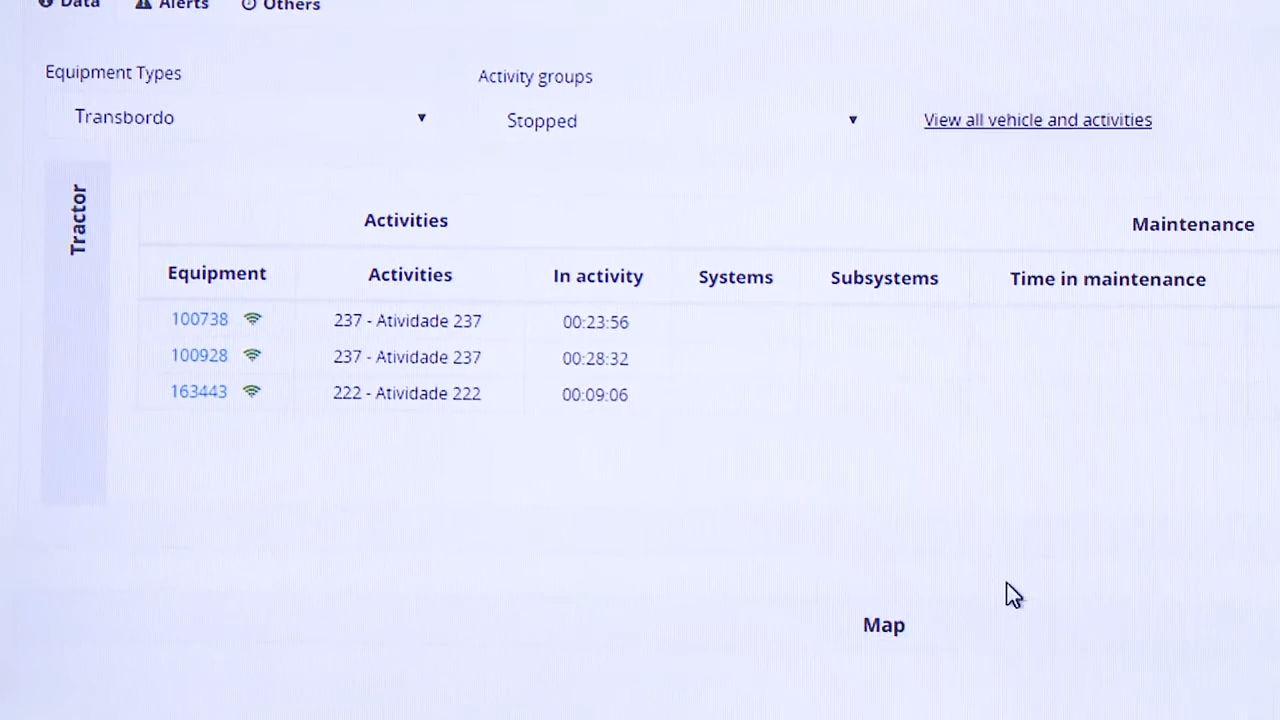 Data Alerts Others
Equipment Types Activity groups
Transbordo Stopped View all vehicle and activities
Tractor
Activities Maintenance
Equipment Activities In activity Systems Subsystems Time in maintenance
100738 237 - Atividade 237 00:23:56
100928 237 - Atividade 237 00:28:32
163443 222 - Atividade 222 00:09:06
Map